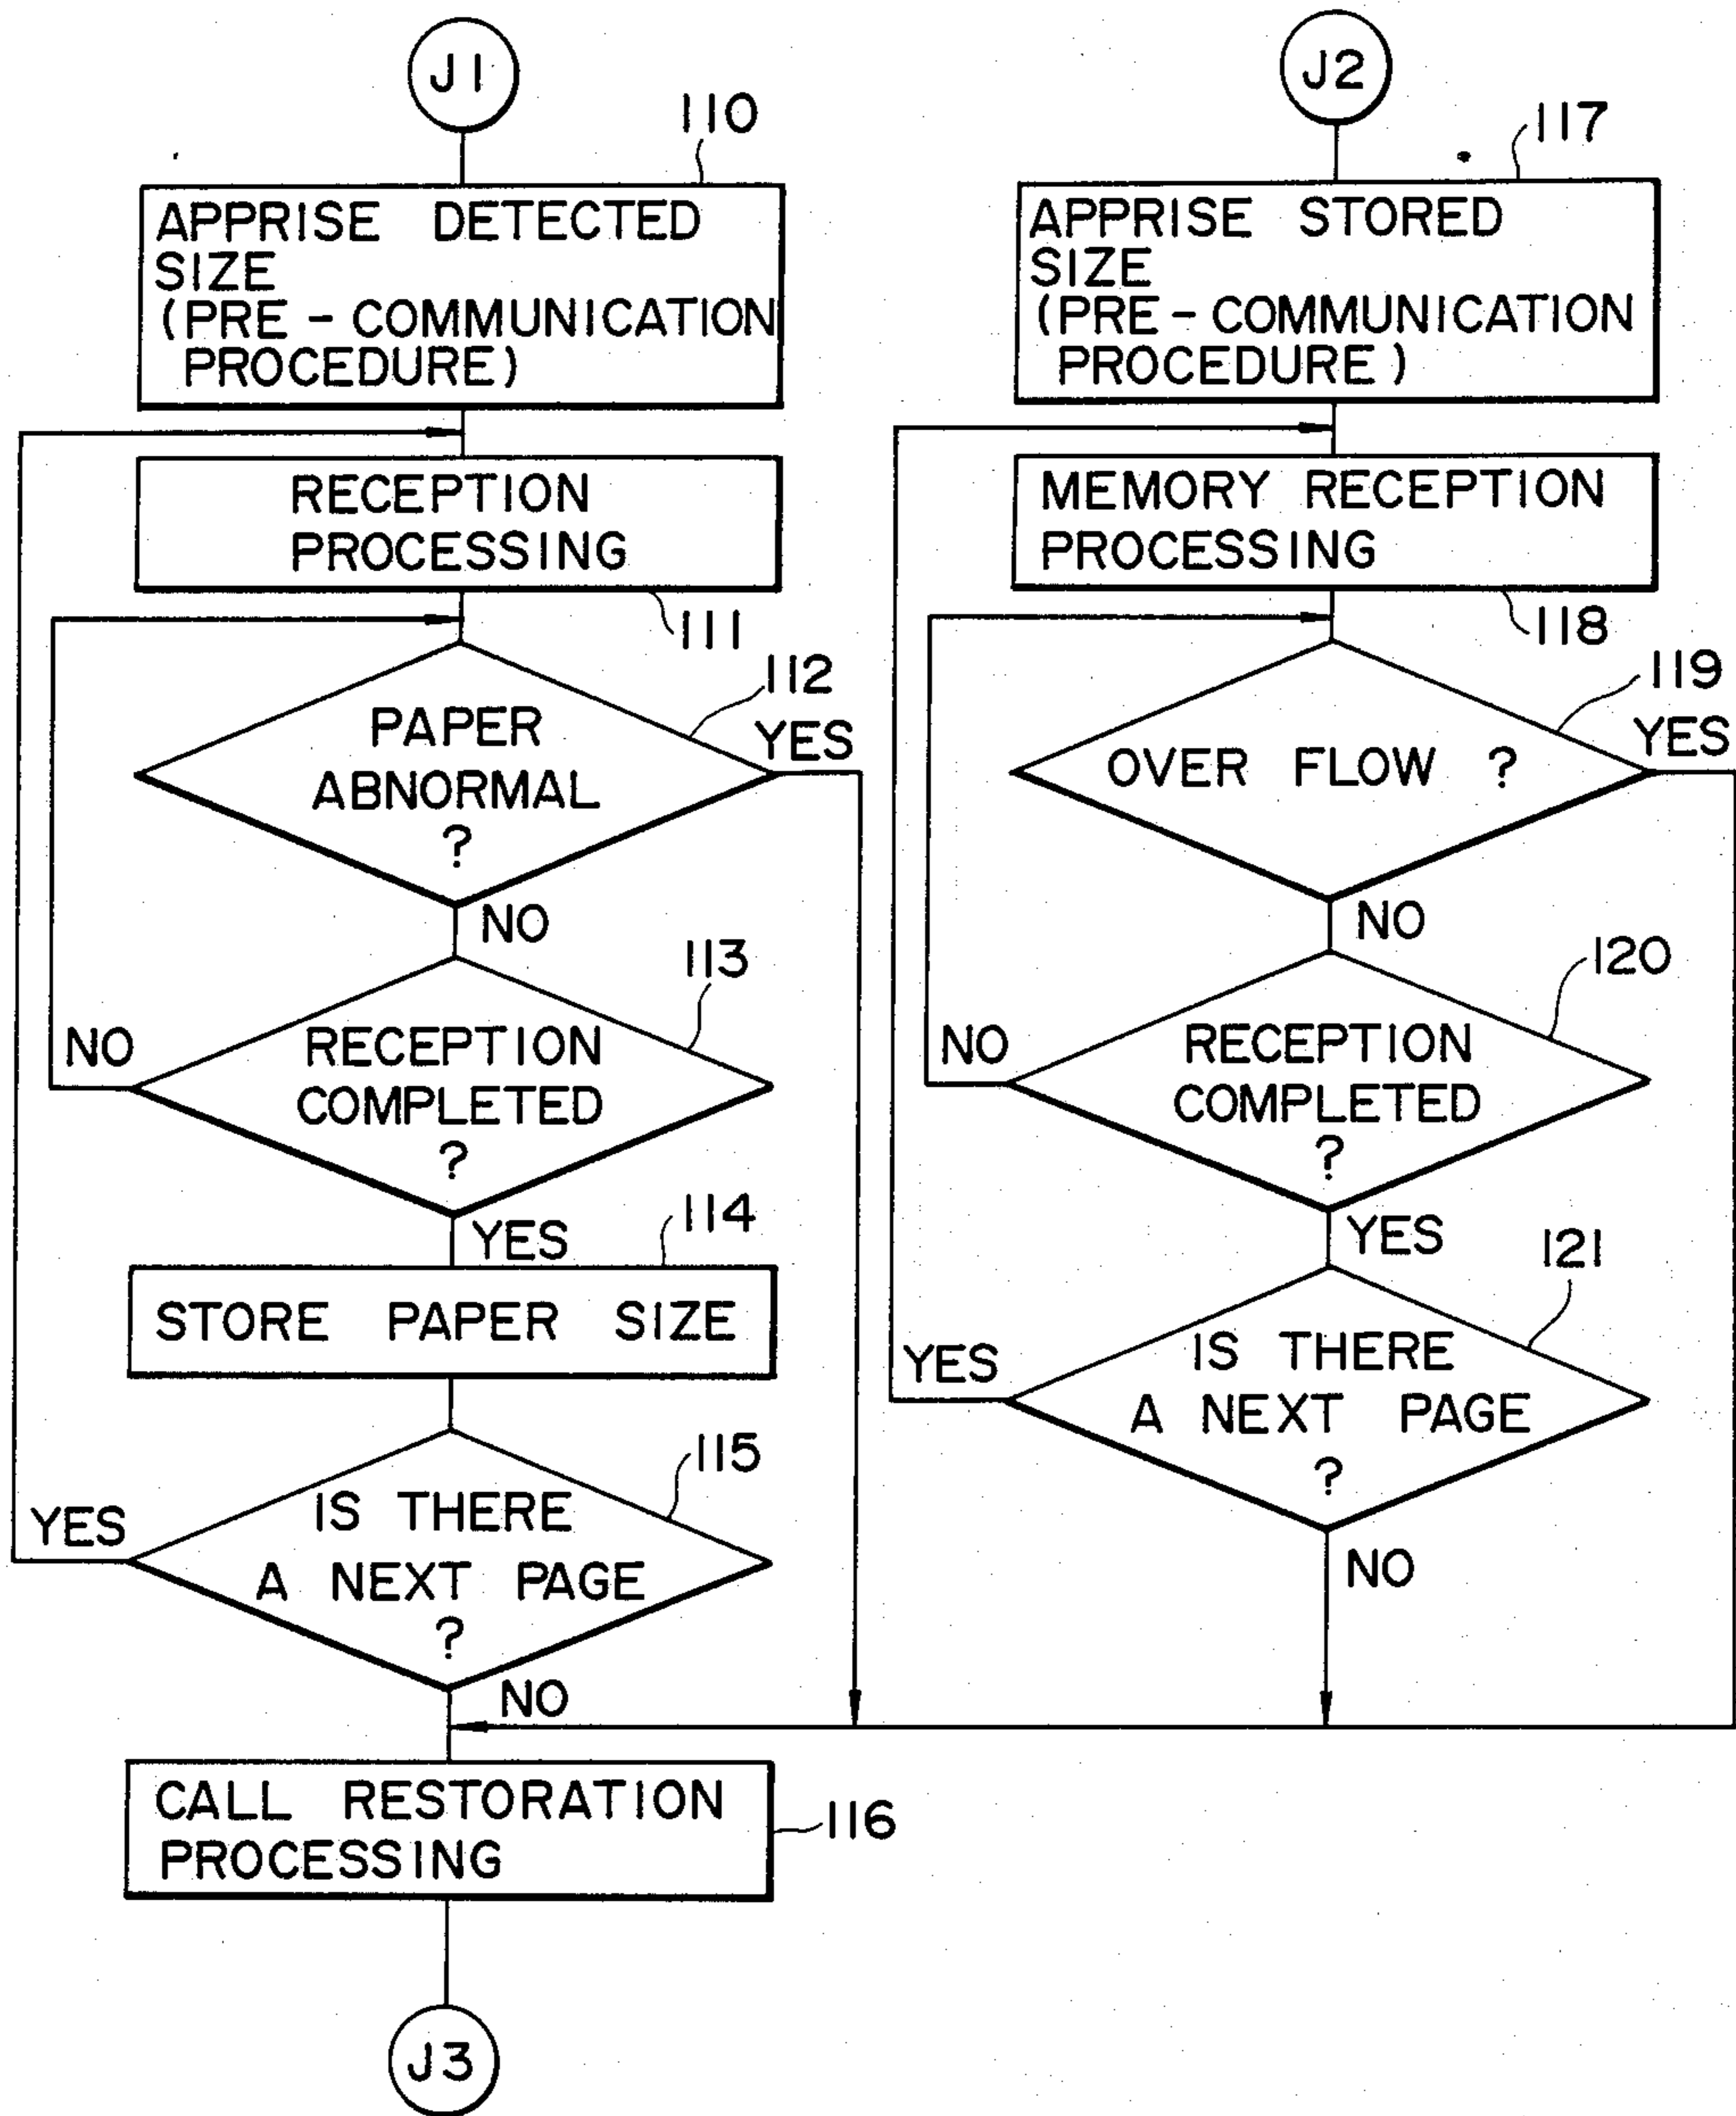 J1
110
APPRISE DETECTED
SIZE
(PRE-COMMUNICATION
PROCEDURE)
RECEPTION
PROCESSING
111
112
PAPER
ABNORMAL
?
YES
NO
113
RECEPTION
COMPLETED
?
NO
YES
114
STORE PAPER SIZE
115
IS THERE
A NEXT PAGE
?
YES
NO
CALL RESTORATION
PROCESSING
116
J3
J2
117
APPRISE STORED
SIZE
(PRE-COMMUNICATION
PROCEDURE)
MEMORY RECEPTION
PROCESSING
118
119
OVER FLOW ?
YES
NO
120
RECEPTION
COMPLETED
?
NO
YES
121
IS THERE
A NEXT PAGE
?
YES
NO